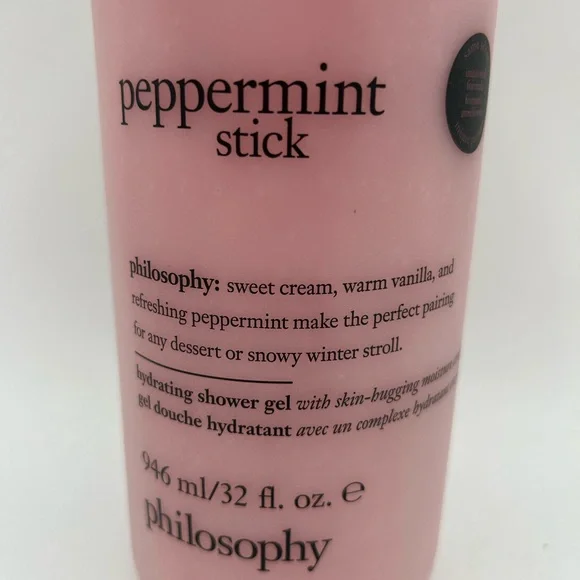 peppermint
stick
philosophy: sweet cream, warm vanilla, and
refreshing peppermint make the perfect pairing
for any dessert or snowy winter stroll.
hydrating shower gel with skin-hugging moisture
gel douche hydratant avec un complexe hydratant
946 ml/32 fl. oz. e
philosophy